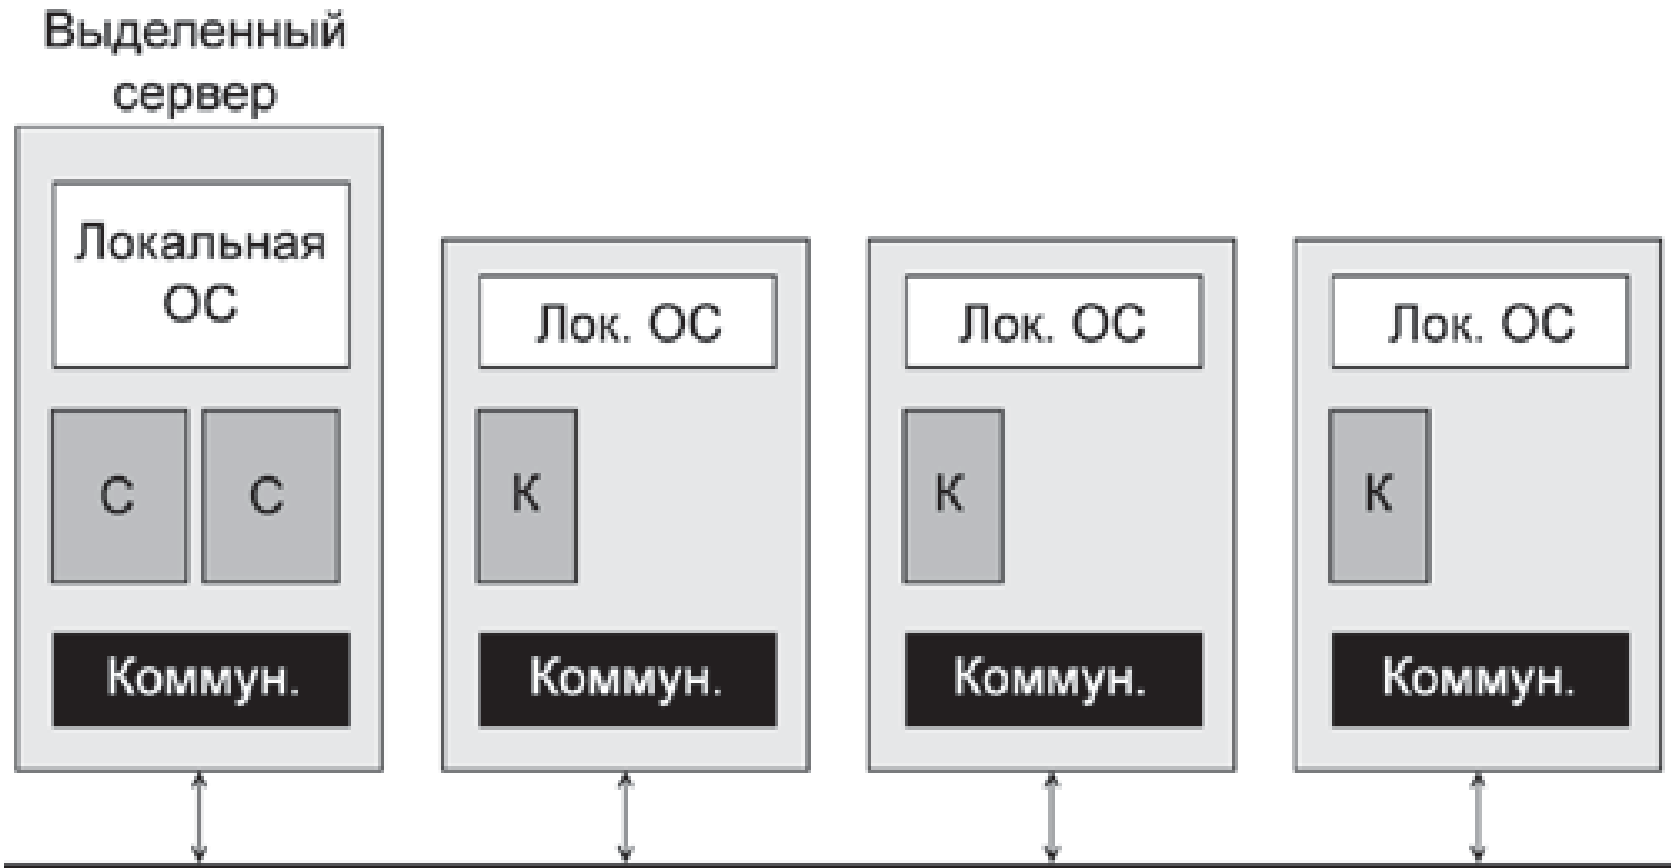 Выделенный
сервер
Локальная
ОС
Лок. ОС
Лок. ОС
Лок. ОС
С
С
К
К
К
Коммун.
Коммун.
Коммун.
Коммун.